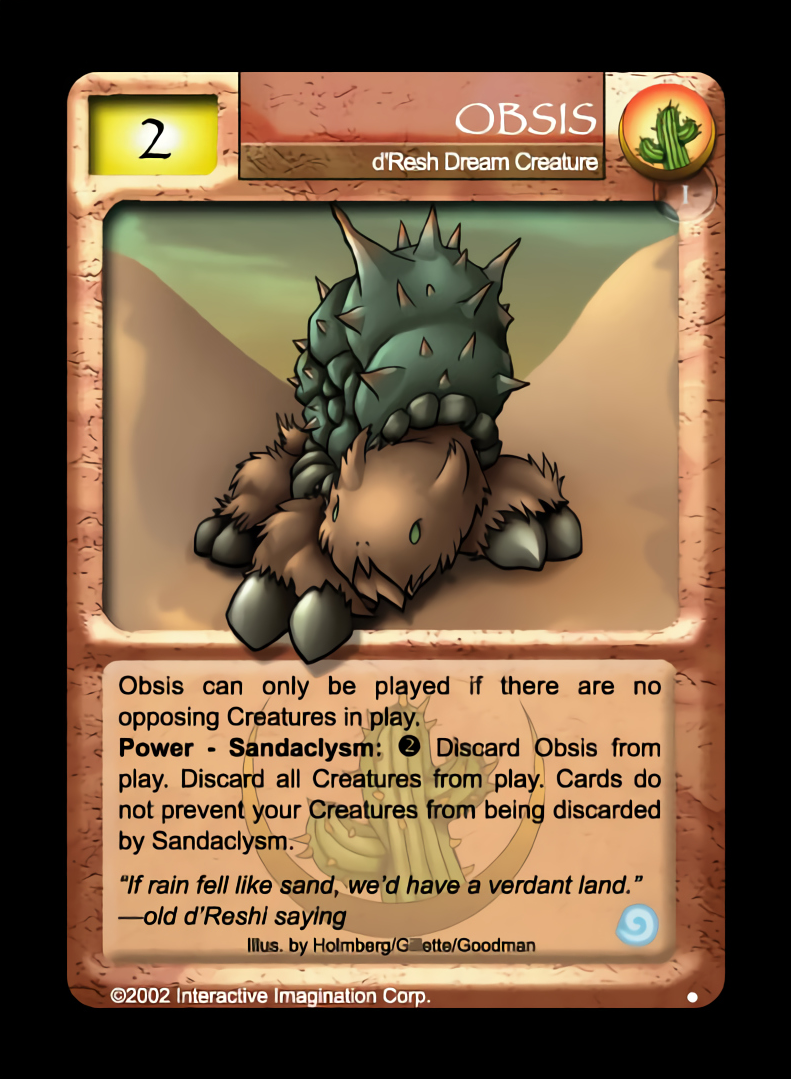 2
OBSIS
d'Resh Dream Creature
1
Obsis can only be played if there are no
opposing Creatures in play.
Power - Sandaclysm: ❷ Discard Obsis from
play. Discard all Creatures from play. Cards do
not prevent your Creatures from being discarded
by Sandaclysm.
“If rain fell like sand, we’d have a verdant land.”
—old d’Reshi saying
Illus. by Holmberg/ /Goodman
©2002 Interactive Imagination Corp.